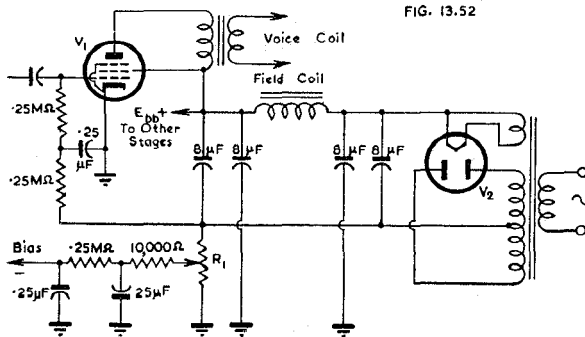 FIG. 13.52
V1
Voice Coil
Field Coil
.25MΩ
.25
μF
Ebb+
To Other
Stages
8
μF
8
μF
8
μF
8
μF
V2
.25MΩ
Bias
−
.25MΩ
10,000Ω
R1
.25μF
25μF